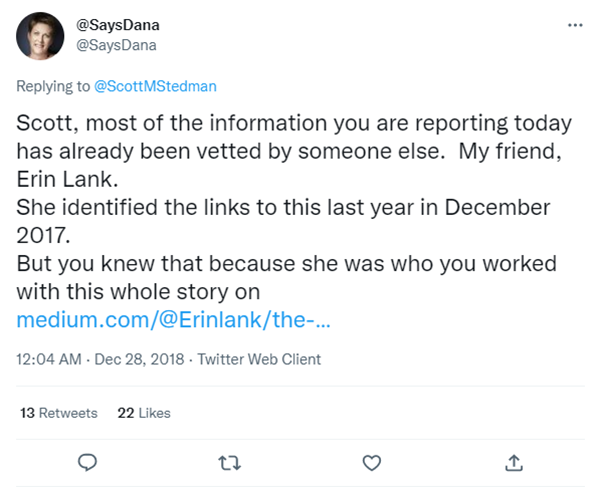 @SaysDana
@SaysDana
Replying to @ScottMStedman
Scott, most of the information you are reporting today
has already been vetted by someone else.  My friend,
Erin Lank.
She identified the links to this last year in December
2017.
But you knew that because she was who you worked
with this whole story on
medium.com/@Erinlank/the-...
12:04 AM · Dec 28, 2018 · Twitter Web Client
13 Retweets 22 Likes